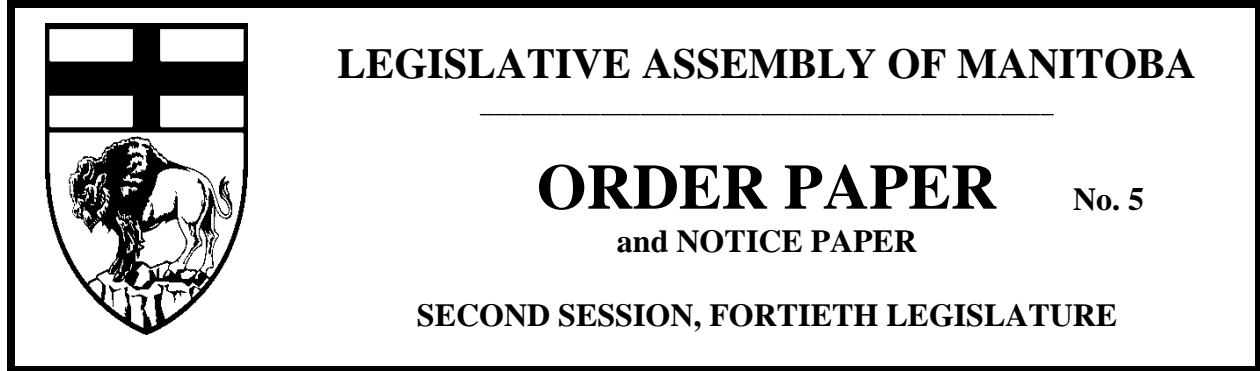 LEGISLATIVE ASSEMBLY OF MANITOBA
ORDER PAPER No. 5
and NOTICE PAPER
SECOND SESSION, FORTIETH LEGISLATURE